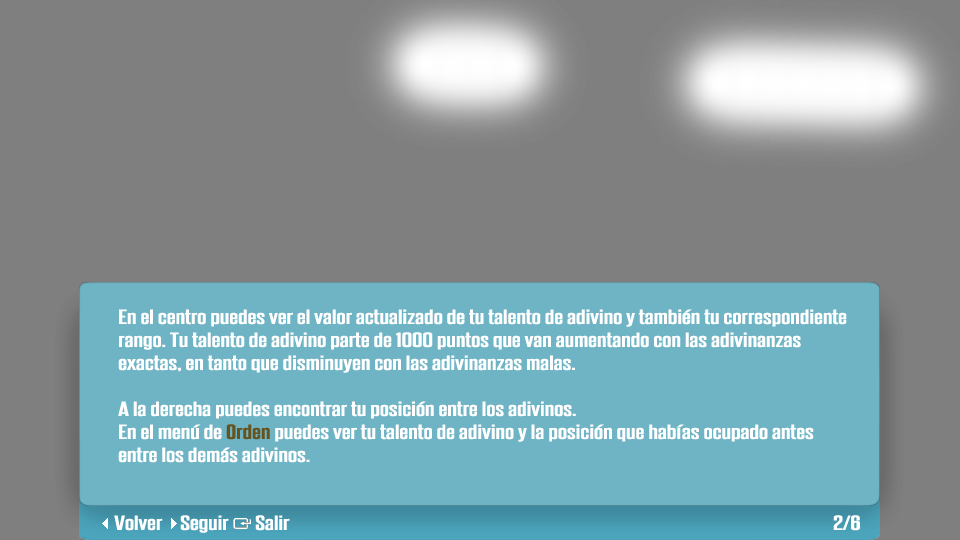 En el centro puedes ver el valor actualizado de tu talento de adivino y también tu correspondiente
rango. Tu talento de adivino parte de 1000 puntos que van aumentando con las adivinanzas
exactas, en tanto que disminuyen con las adivinanzas malas.
A la derecha puedes encontrar tu posición entre los adivinos.
En el menú de Orden puedes ver tu talento de adivino y la posición que habías ocupado antes
entre los demás adivinos.
Volver Seguir Salir 2/6